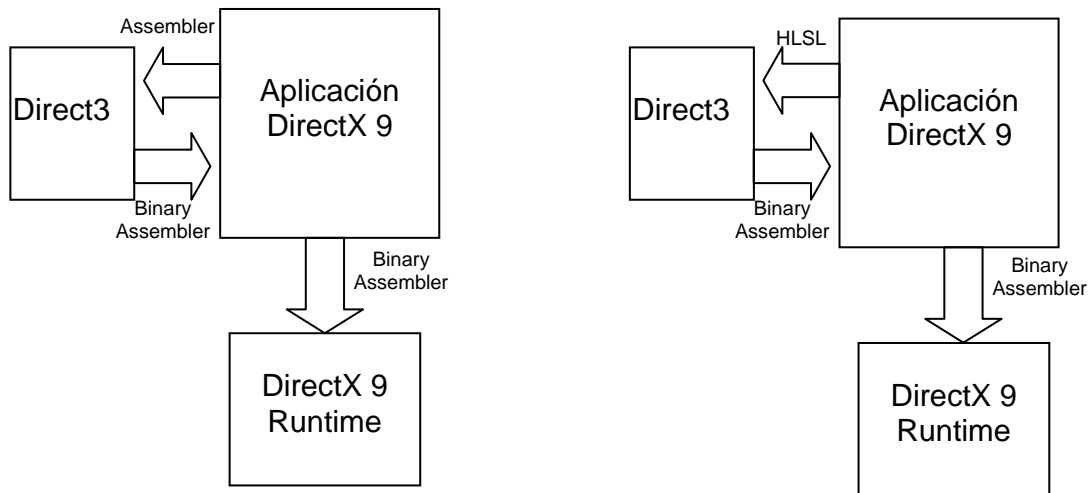 Assembler
Direct3
Aplicación
DirectX 9
Binary
Assembler
Binary
Assembler
DirectX 9
Runtime
HLSL
Direct3
Aplicación
DirectX 9
Binary
Assembler
Binary
Assembler
DirectX 9
Runtime